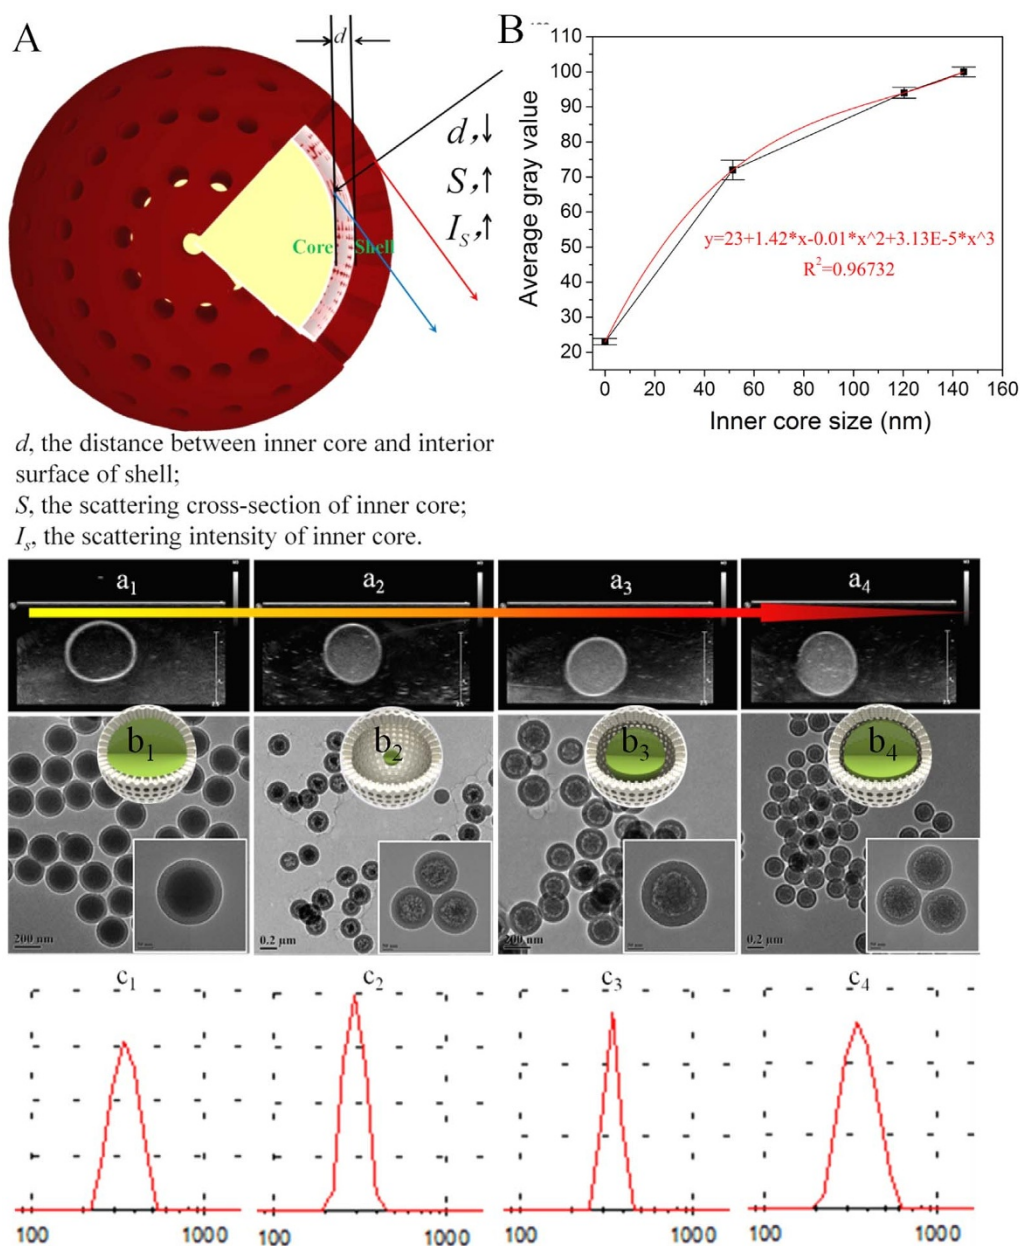 A
d
d,↓
S,↑
I_S,↑
Core
Shell
d, the distance between inner core and interior
surface of shell;
S, the scattering cross-section of inner core;
I_s, the scattering intensity of inner core.
B
110
100
90
80
70
60
50
40
30
20
Average gray value
y=23+1.42*x-0.01*x^2+3.13E-5*x^3
R^2=0.96732
0 20 40 60 80 100 120 140 160
Inner core size (nm)
a1 a2 a3 a4
b1 b2 b3 b4
200 nm 0.2 µm 200 nm 0.2 µm
c1 c2 c3 c4
100 1000 100 1000 100 1000 100 1000